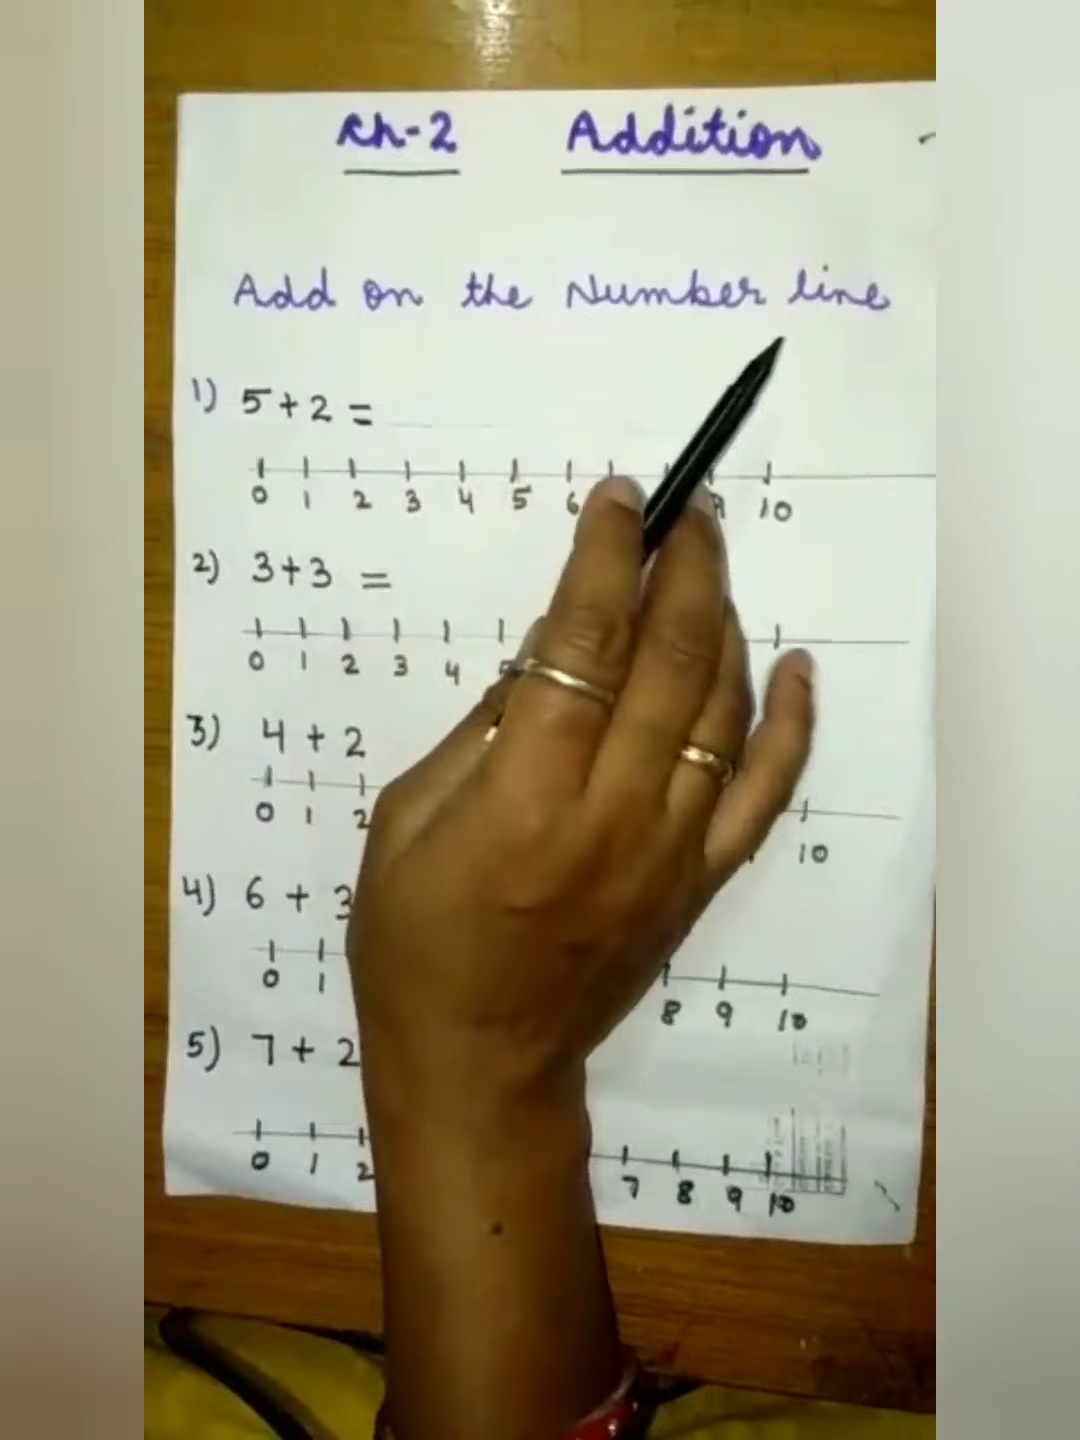 Ch-2 Addition
Add on the Number line
1) 5+2 =
0 1 2 3 4 5 6 9 10
2) 3+3 =
0 1 2 3 4 5
3) 4 + 2
0 1 2 10
4) 6 + 3
0 1 8 9 10
5) 7 + 2
0 1 2 7 8 9 10